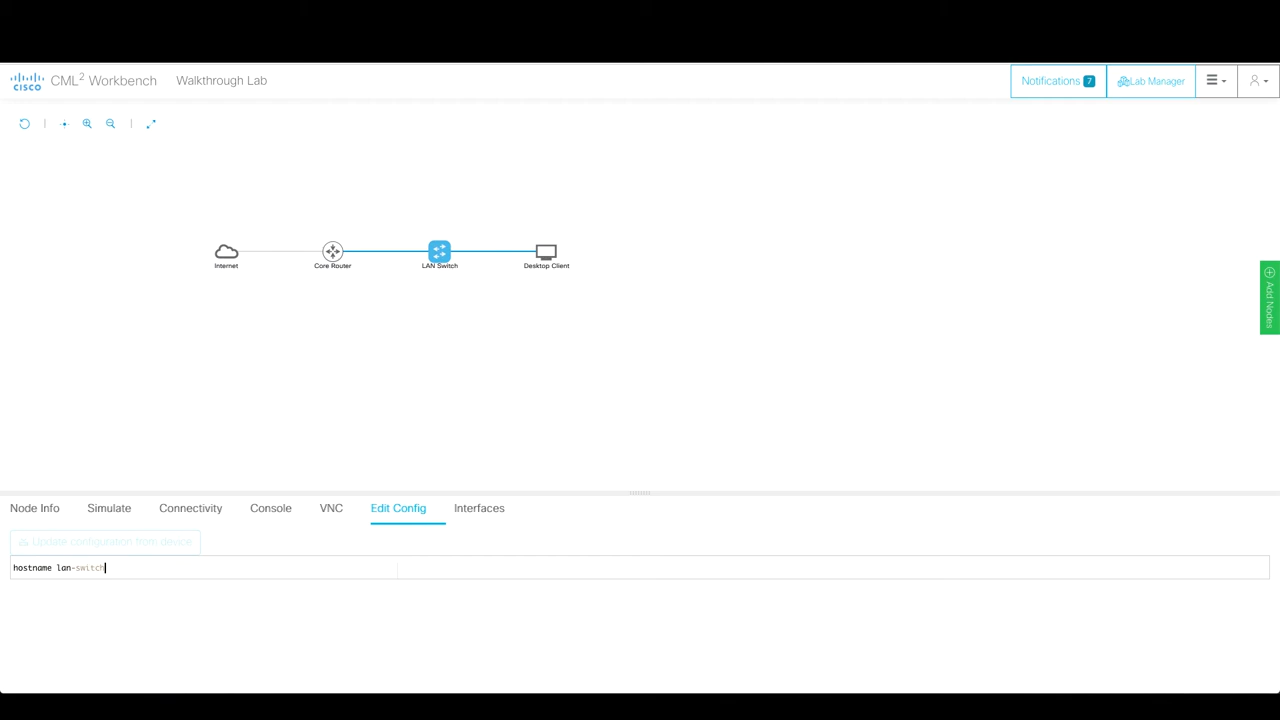 CISCO
CML2 Workbench
Walkthrough Lab
Notifications 7
Lab Manager
Internet
Core Router
LAN Switch
Desktop Client
Add Nodes
Node Info
Simulate
Connectivity
Console
VNC
Edit Config
Interfaces
Update configuration from device
hostname lan-switch